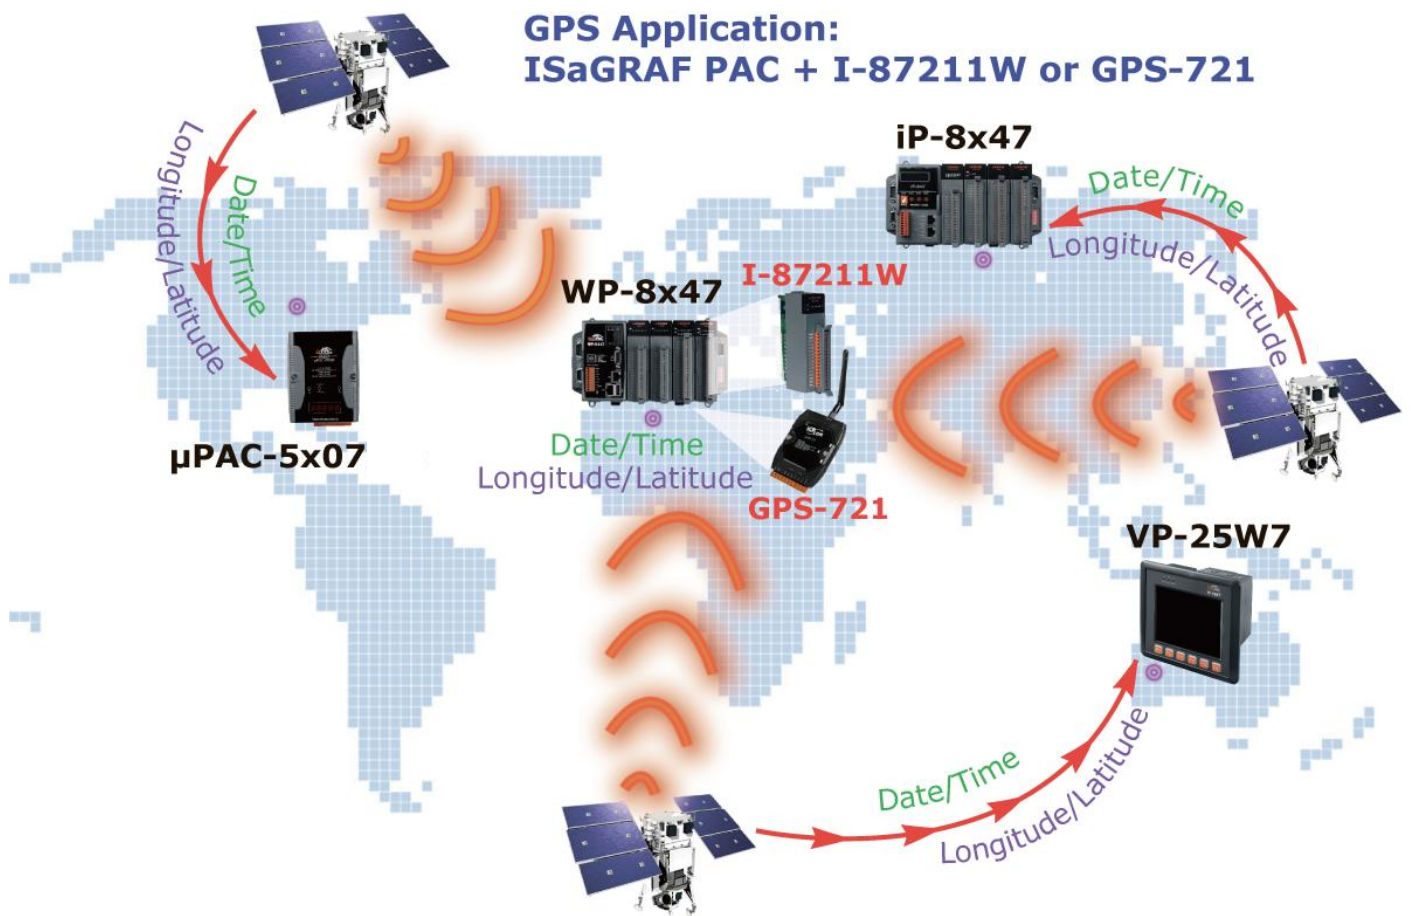 GPS Application:
ISaGRAF PAC + I-87211W or GPS-721
iP-8x47
Date/Time
Longitude/Latitude
Longitude/Latitude
Date/Time
I-87211W
WP-8x47
Date/Time
Longitude/Latitude
GPS-721
µPAC-5x07
VP-25W7
Date/Time
Longitude/Latitude